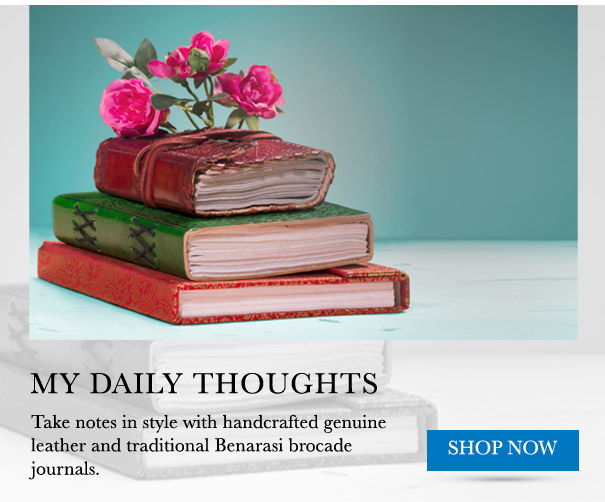 MY DAILY THOUGHTS
Take notes in style with handcrafted genuine
leather and traditional Benarasi brocade
journals.
SHOP NOW